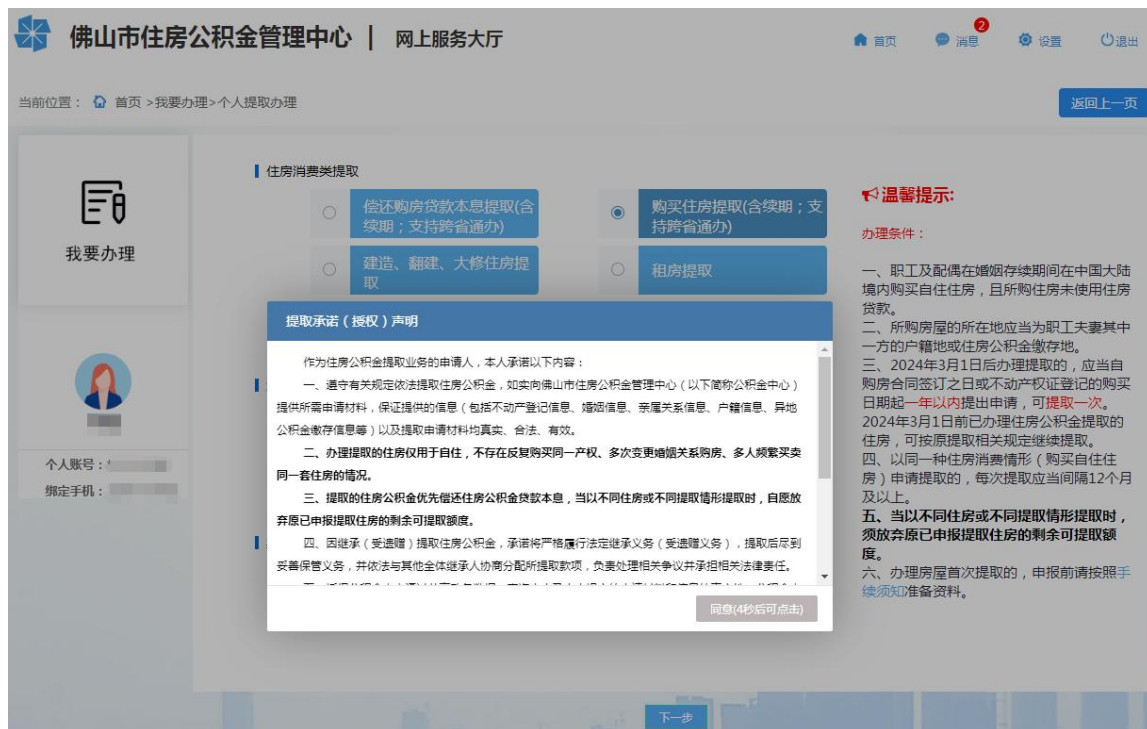 佛山市住房公积金管理中心 | 网上服务大厅
首页
消息
2
设置
退出
当前位置： 首页 >我要办理>个人提取办理
返回上一页
我要办理
个人账号：
绑定手机：
住房消费类提取
偿还购房贷款本息提取(含
续期；支持跨省通办)
购买住房提取(含续期；支
持跨省通办)
建造、翻建、大修住房提
取
租房提取
提取承诺（授权）声明
作为住房公积金提取业务的申请人，本人承诺以下内容：
一、遵守有关规定依法提取住房公积金，如实向佛山市住房公积金管理中心（以下简称公积金中心）
提供所需申请材料，保证提供的信息（包括不动产登记信息、婚姻信息、亲属关系信息、户籍信息、异地
公积金缴存信息等）以及提取申请材料均真实、合法、有效。
二、办理提取的住房仅用于自住，不存在反复购买同一产权、多次变更婚姻关系购房、多人频繁买卖
同一套住房的情况。
三、提取的住房公积金优先偿还住房公积金贷款本息，当以不同住房或不同提取情形提取时，自愿放
弃原已申报提取住房的剩余可提取额度。
四、因继承（受遗赠）提取住房公积金，承诺将严格履行法定继承义务（受遗赠义务），提取后尽到
妥善保管义务，并依法与其他全体继承人协商分配所提取款项，负责处理相关争议并承担相关法律责任。
同意(4秒后可点击)
温馨提示:
办理条件：
一、职工及配偶在婚姻存续期间在中国大陆
境内购买自住住房，且所购住房未使用住房
贷款。
二、所购房屋的所在地应当为职工夫妻其中
一方的户籍地或住房公积金缴存地。
三、2024年3月1日后办理提取的，应当自
购房合同签订之日或不动产权证登记的购买
日期起一年以内提出申请，可提取一次。
2024年3月1日前已办理住房公积金提取的
住房，可按原提取相关规定继续提取。
四、以同一种住房消费情形（购买自住住
房）申请提取的，每次提取应当间隔12个月
及以上。
五、当以不同住房或不同提取情形提取时，
须放弃原已申报提取住房的剩余可提取额
度。
六、办理房屋首次提取的，申报前请按照手
续须知准备资料。
下一步